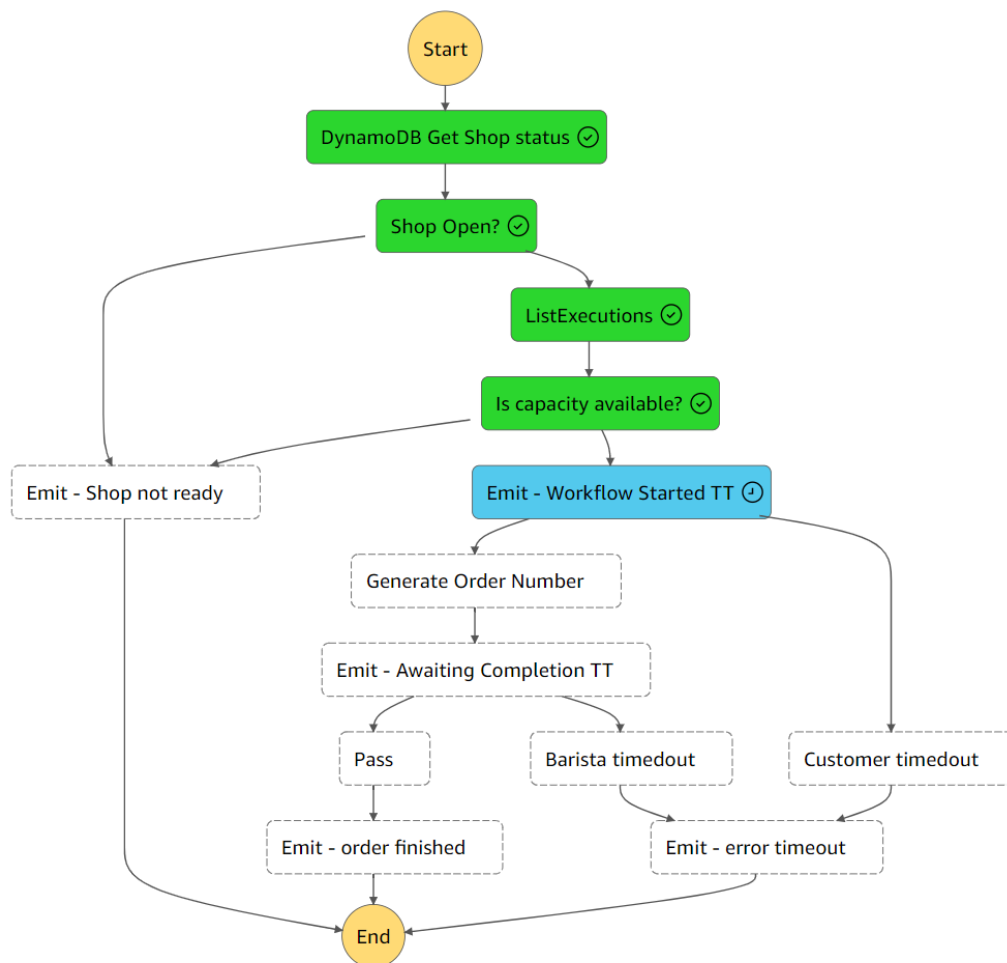 Start
DynamoDB Get Shop status
Shop Open?
ListExecutions
Is capacity available?
Emit - Shop not ready
Emit - Workflow Started TT
Generate Order Number
Emit - Awaiting Completion TT
Pass
Barista timedout
Customer timedout
Emit - order finished
Emit - error timeout
End